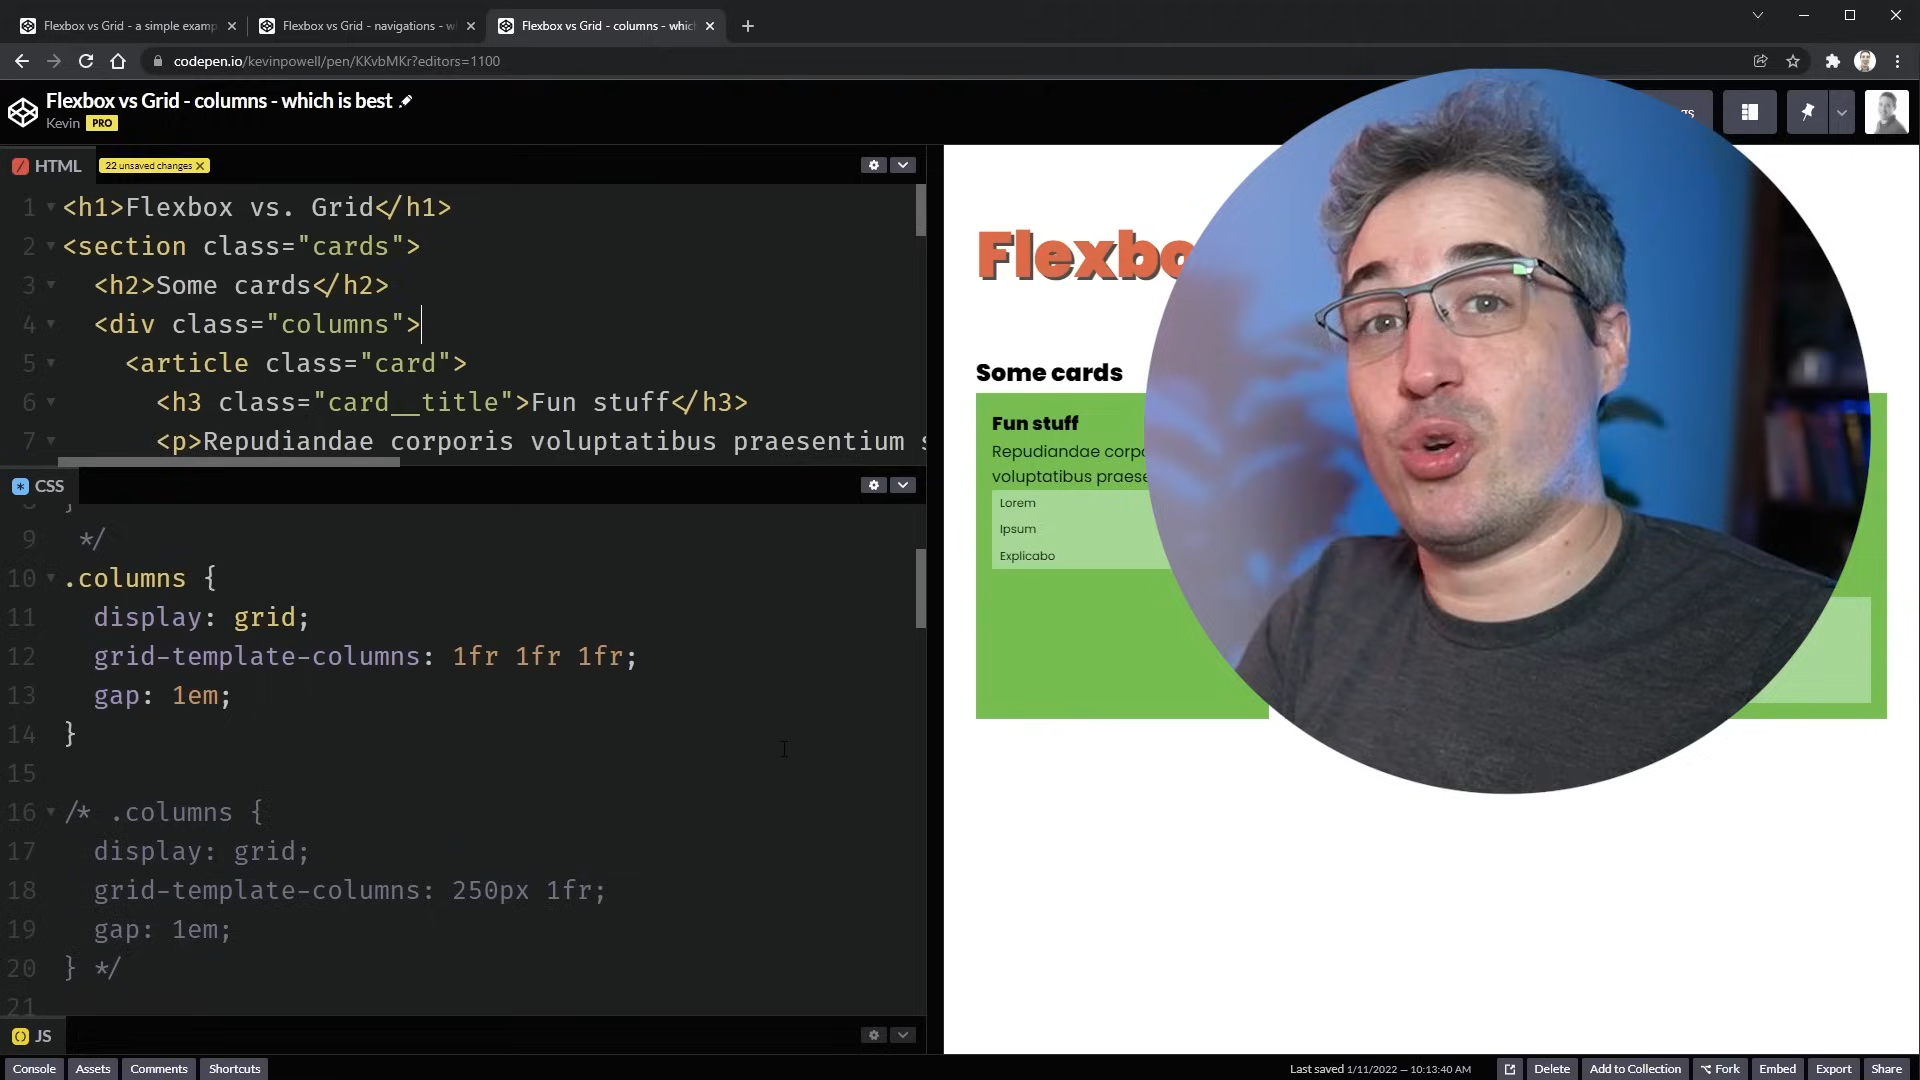 Flexbox vs Grid - a simple examp
Flexbox vs Grid - navigations - w
Flexbox vs Grid - columns - whic
codepen.io/kevinpowell/pen/KKvbMKr?editors=1100
Flexbox vs Grid - columns - which is best
Kevin PRO
HTML
22 unsaved changes
1 <h1>Flexbox vs. Grid</h1>
2 <section class="cards">
3 <h2>Some cards</h2>
4 <div class="columns">
5 <article class="card">
6 <h3 class="card__title">Fun stuff</h3>
7 <p>Repudiandae corporis voluptatibus praesentium s
CSS
8 }
9 */
10 .columns {
11 display: grid;
12 grid-template-columns: 1fr 1fr 1fr;
13 gap: 1em;
14 }
15
16 /* .columns {
17 display: grid;
18 grid-template-columns: 250px 1fr;
19 gap: 1em;
20 } */
21
JS
Flexbo
Some cards
Fun stuff
Repudiandae corpo
voluptatibus praese
Lorem
Ipsum
Explicabo
Console Assets Comments Shortcuts
Last saved 1/11/2022 — 10:13:40 AM
Delete Add to Collection Fork Embed Export Share